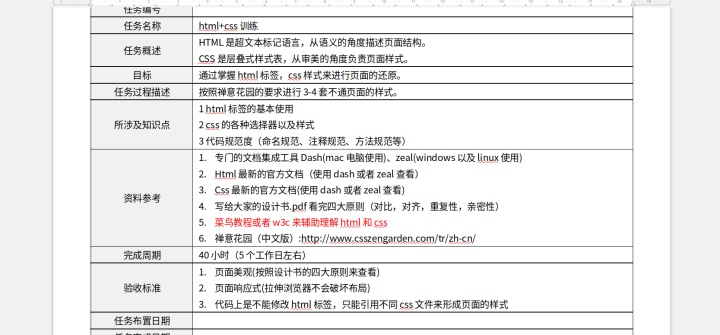 任务编号
任务名称 html+css 训练
任务概述 HTML 是超文本标记语言，从语义的角度描述页面结构。
CSS 是层叠式样式表，从审美的角度负责页面样式。
目标 通过掌握 html 标签，css 样式来进行页面的还原。
任务过程描述 按照禅意花园的要求进行 3-4 套不通页面的样式。
所涉及知识点 1 html 标签的基本使用
2 css 的各种选择器以及样式
3 代码规范度（命名规范、注释规范、方法规范等）
资料参考 1. 专门的文档集成工具 Dash(mac 电脑使用)、zeal(windows 以及 linux 使用)
2. Html 最新的官方文档（使用 dash 或者 zeal 查看）
3. Css 最新的官方文档(使用 dash 或者 zeal 查看)
4. 写给大家的设计书.pdf 看完四大原则（对比，对齐，重复性，亲密性）
5. 菜鸟教程或者 w3c 来辅助理解 html 和 css
6. 禅意花园（中文版）:http://www.csszengarden.com/tr/zh-cn/
完成周期 40 小时（5 个工作日左右）
验收标准 1. 页面美观(按照设计书的四大原则来查看)
2. 页面响应式(拉伸浏览器不会破坏布局)
3. 代码上是不能修改 html 标签，只能引用不同 css 文件来形成页面的样式
任务布置日期